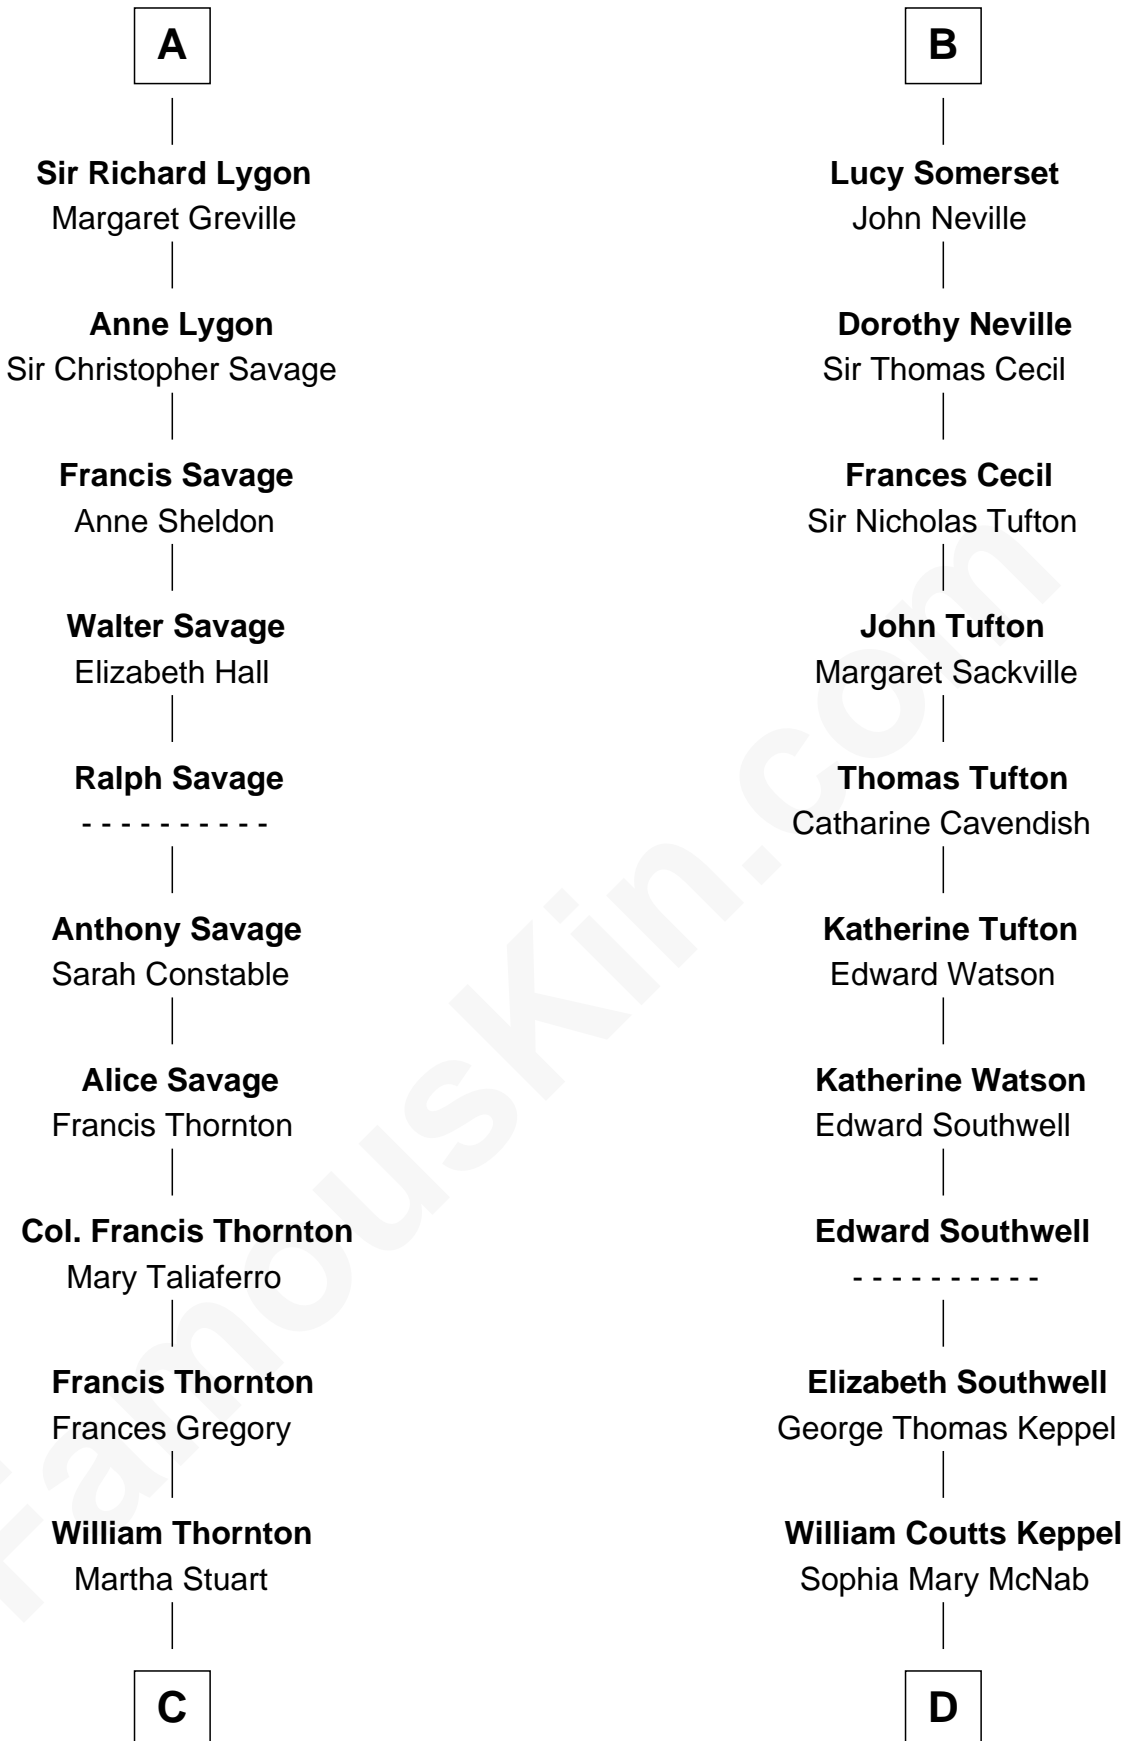 A
Sir Richard Lygon
Margaret Greville
Anne Lygon
Sir Christopher Savage
Francis Savage
Anne Sheldon
Walter Savage
Elizabeth Hall
Ralph Savage
- - - - - - - - - -
Anthony Savage
Sarah Constable
Alice Savage
Francis Thornton
Col. Francis Thornton
Mary Taliaferro
Francis Thornton
Frances Gregory
William Thornton
Martha Stuart
C
B
Lucy Somerset
John Neville
Dorothy Neville
Sir Thomas Cecil
Frances Cecil
Sir Nicholas Tufton
John Tufton
Margaret Sackville
Thomas Tufton
Catharine Cavendish
Katherine Tufton
Edward Watson
Katherine Watson
Edward Southwell
Edward Southwell
- - - - - - - - - -
Elizabeth Southwell
George Thomas Keppel
William Coutts Keppel
Sophia Mary McNab
D
FamousKin.com